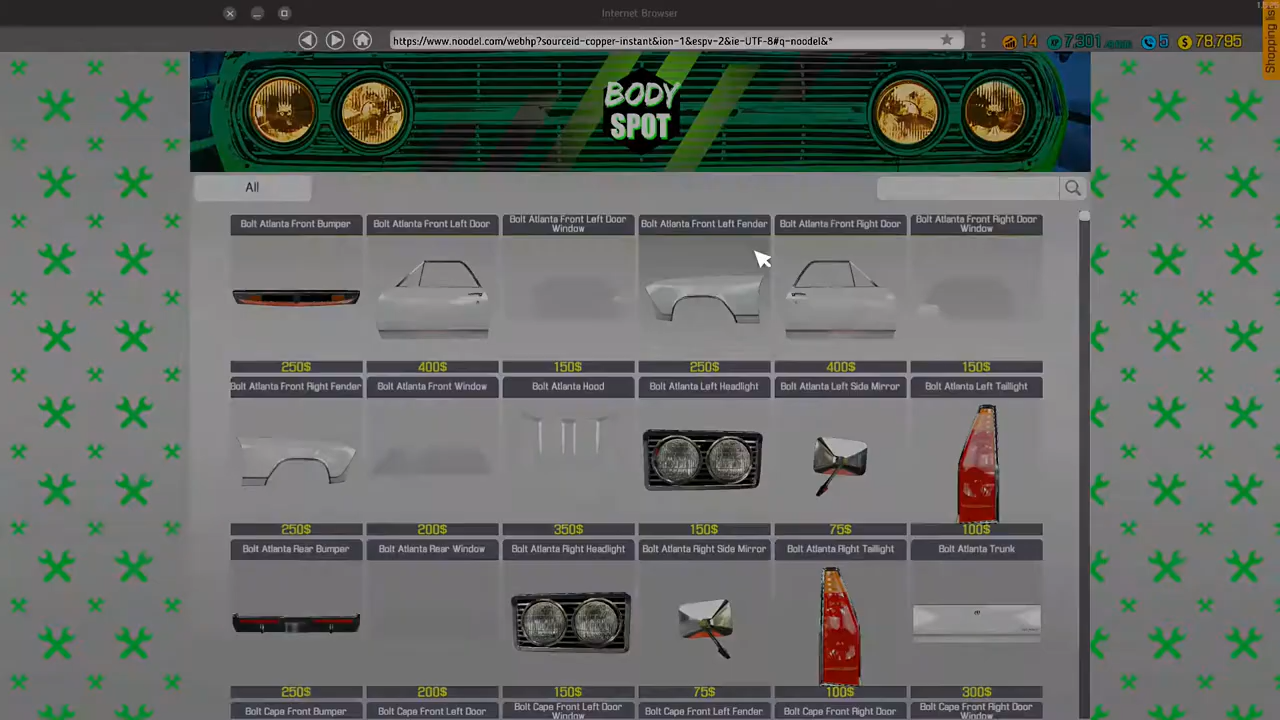 Internet Browser
https://www.noodel.com/webhp?sourceid-copper-instant&ion-1&espv-2&ie-UTF-8#q-noodel&*
14
7,301
5
$ 78,795
Shopping list
BODY
SPOT
All
Bolt Atlanta Front Bumper
Bolt Atlanta Front Left Door
Bolt Atlanta Front Left Door
Window
Bolt Atlanta Front Left Fender
Bolt Atlanta Front Right Door
Bolt Atlanta Front Right Door
Window
250$
400$
150$
250$
400$
150$
Bolt Atlanta Front Right Fender
Bolt Atlanta Front Window
Bolt Atlanta Hood
Bolt Atlanta Left Headlight
Bolt Atlanta Left Side Mirror
Bolt Atlanta Left Taillight
250$
200$
350$
150$
75$
100$
Bolt Atlanta Rear Bumper
Bolt Atlanta Rear Window
Bolt Atlanta Right Headlight
Bolt Atlanta Right Side Mirror
Bolt Atlanta Right Taillight
Bolt Atlanta Trunk
250$
200$
150$
75$
100$
300$
Bolt Cape Front Bumper
Bolt Cape Front Left Door
Bolt Cape Front Left Door
Window
Bolt Cape Front Left Fender
Bolt Cape Front Right Door
Bolt Cape Front Right Door
Window